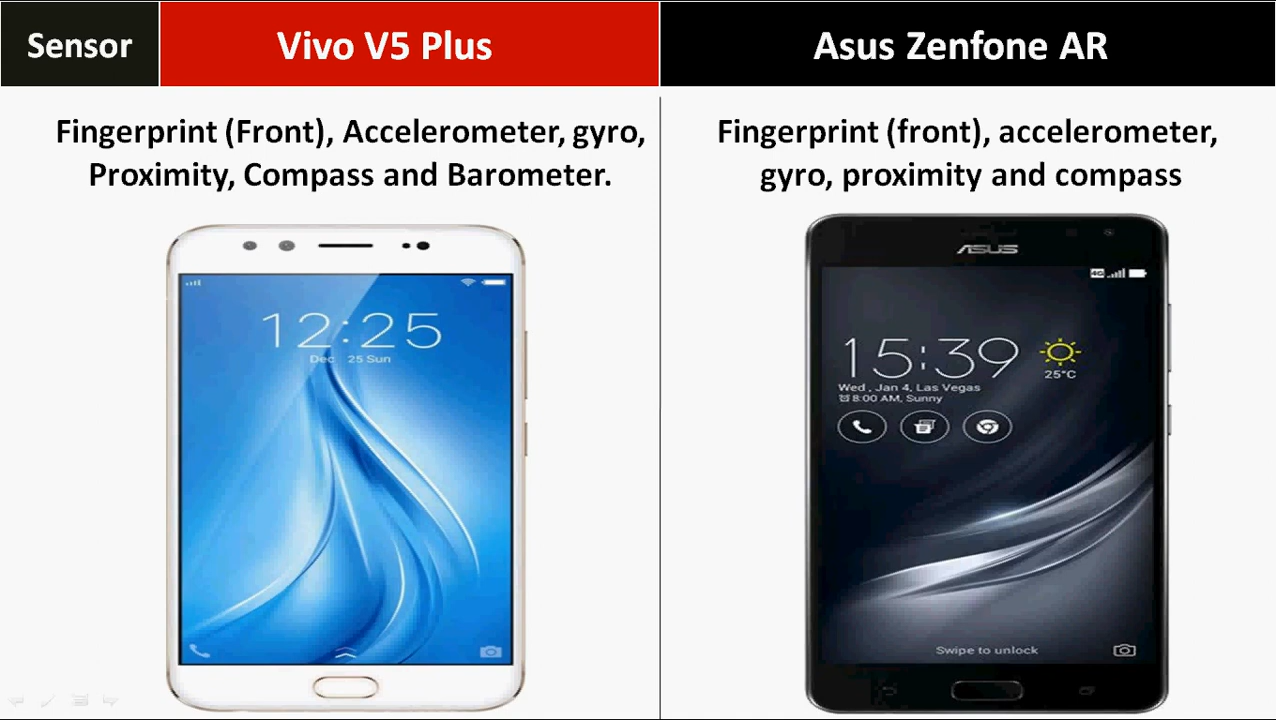 Sensor
Vivo V5 Plus
Asus Zenfone AR
Fingerprint (Front), Accelerometer, gyro,
Proximity, Compass and Barometer.
Fingerprint (front), accelerometer,
gyro, proximity and compass
12:25
Dec 25 Sun
ASUS
4G
15:39
25°C
Wed , Jan 4, Las Vegas
8:00 AM, Sunny
Swipe to unlock